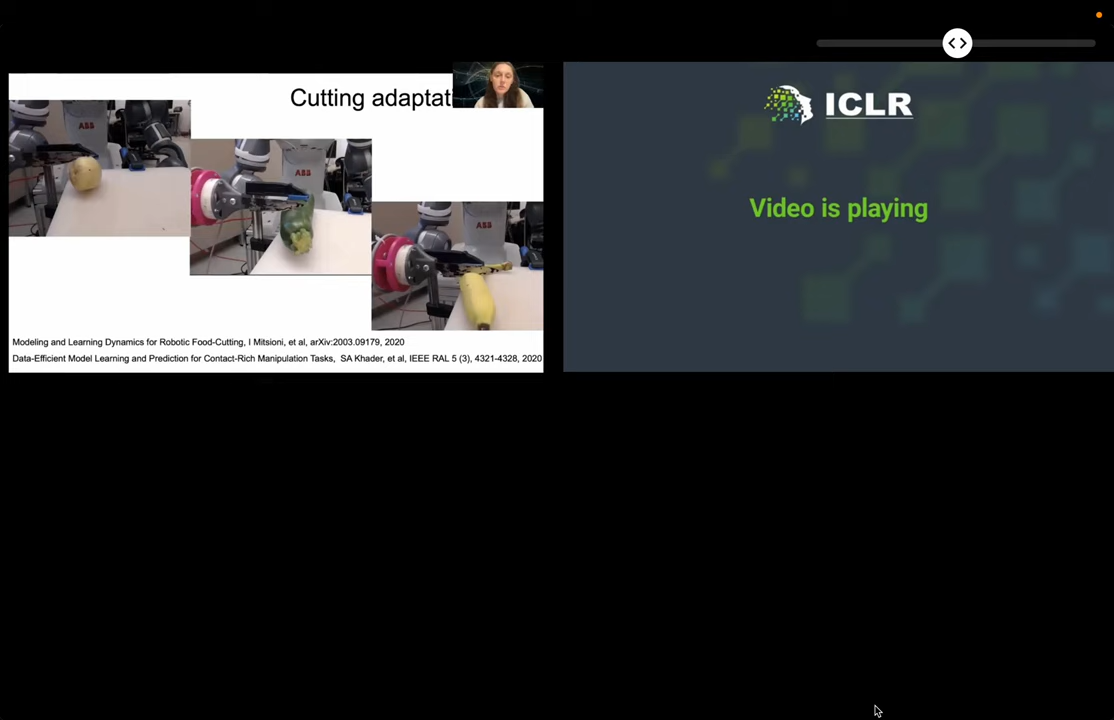 Cutting adaptati
ABB
ABB
ABB
Modeling and Learning Dynamics for Robotic Food-Cutting, I Mitsioni, et al, arXiv:2003.09179, 2020
Data-Efficient Model Learning and Prediction for Contact-Rich Manipulation Tasks, SA Khader, et al, IEEE RAL 5 (3), 4321-4328, 2020
ICLR
Video is playing